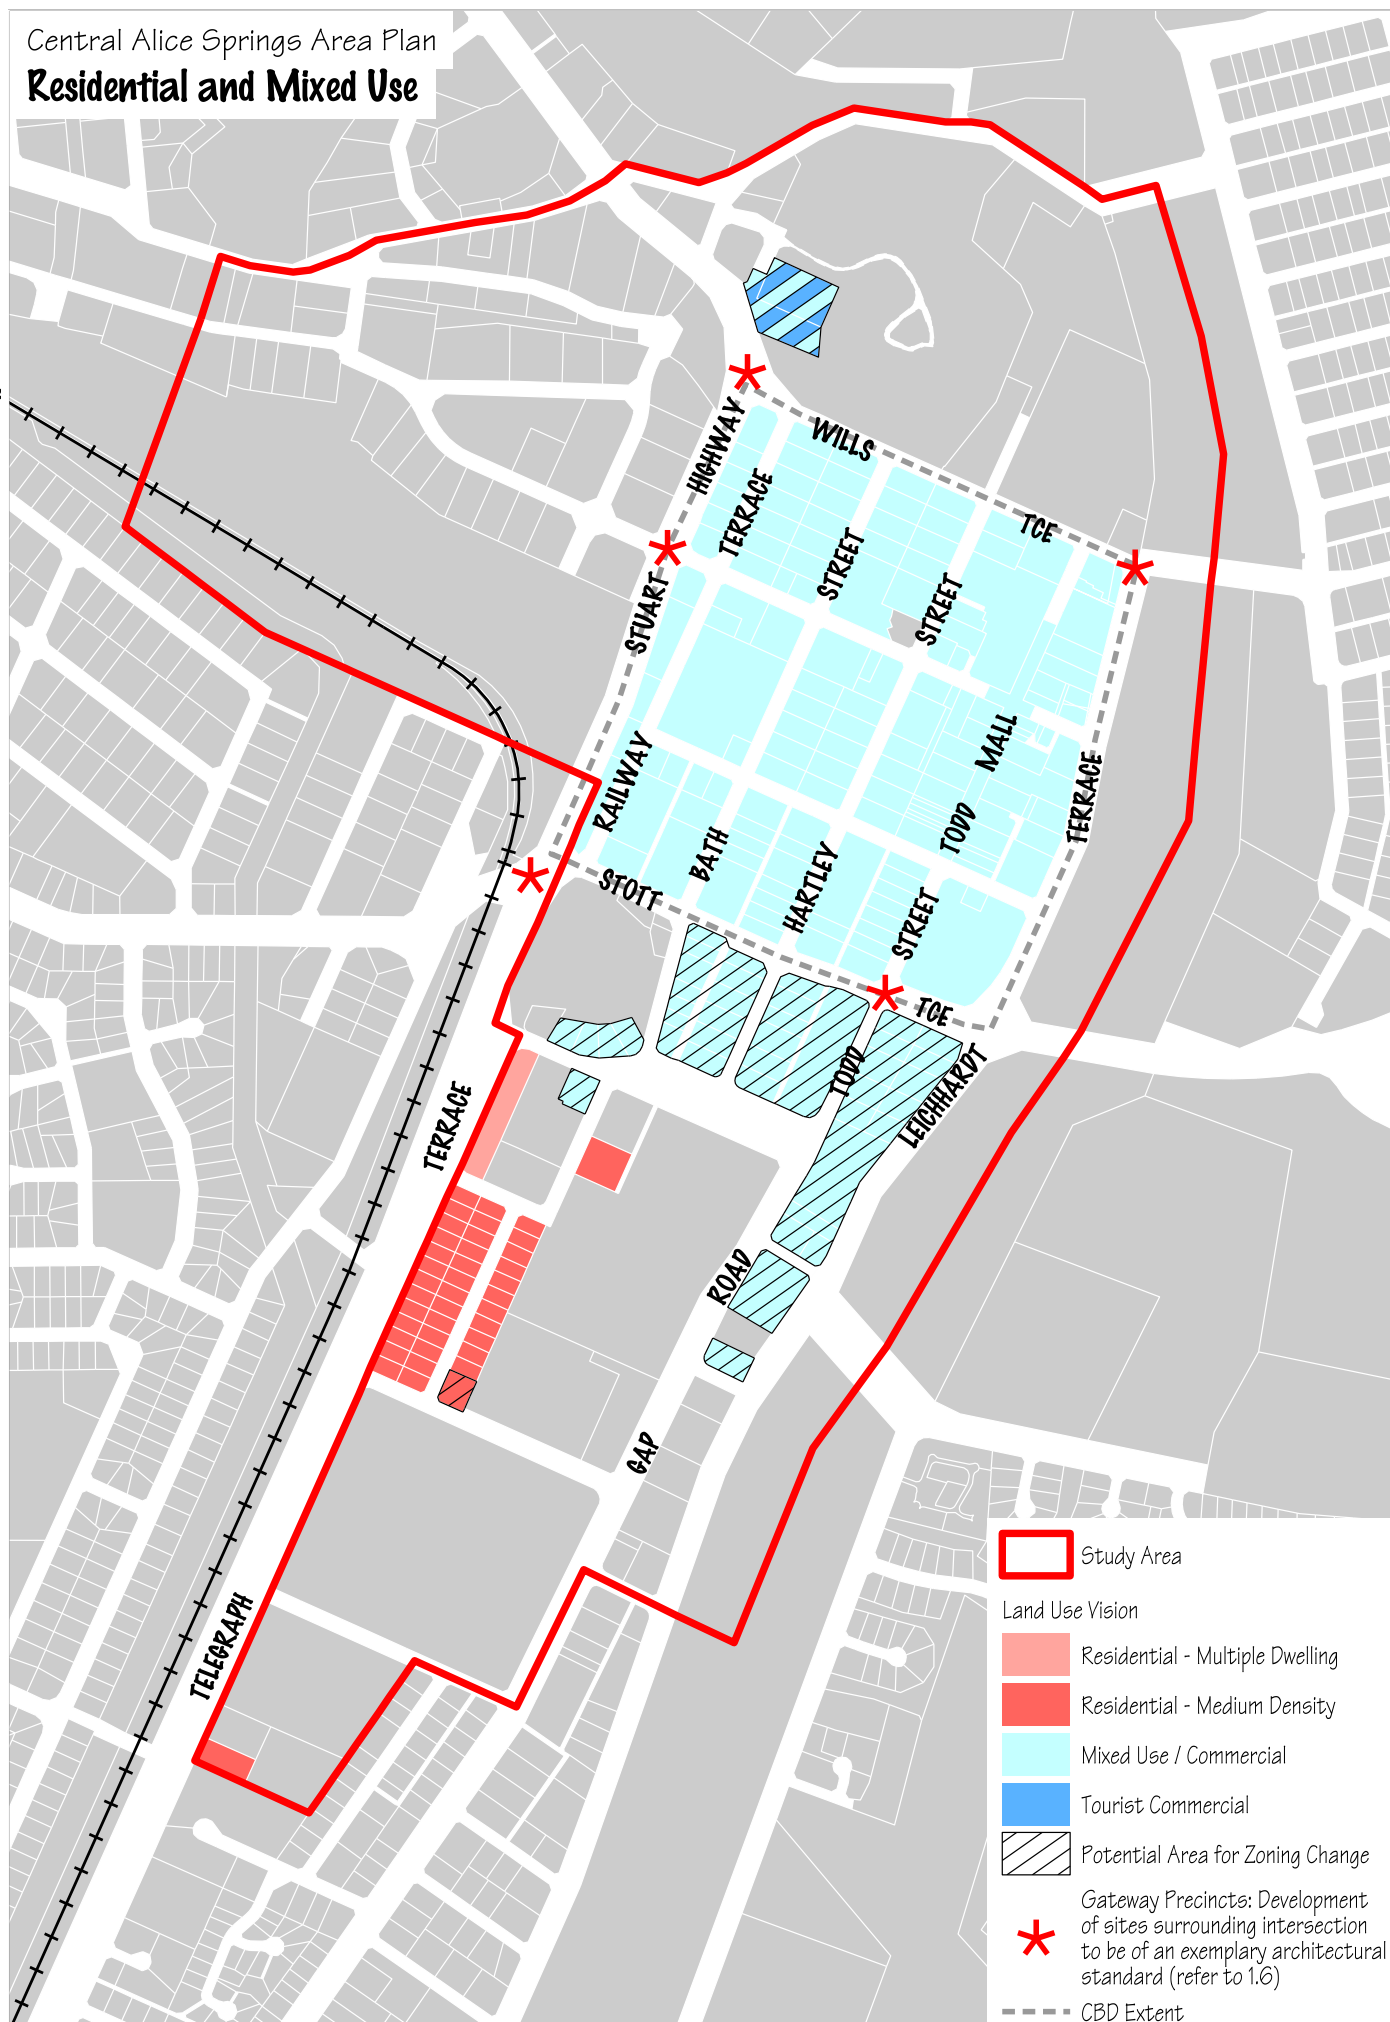 Central Alice Springs Area Plan
Residential and Mixed Use
HIGHWAY
WILLS
TERRACE
TCE
STREET
STREET
STUART
MALL
RAILWAY
TERRACE
TODD
BATH
HARTLEY
STOTT
STREET
TCE
TODD
LEICHHARDT
TERRACE
ROAD
GAP
TELEGRAPH
Study Area
Land Use Vision
Residential - Multiple Dwelling
Residential - Medium Density
Mixed Use / Commercial
Tourist Commercial
Potential Area for Zoning Change
Gateway Precincts: Development
of sites surrounding intersection
to be of an exemplary architectural
standard (refer to 1.6)
CBD Extent